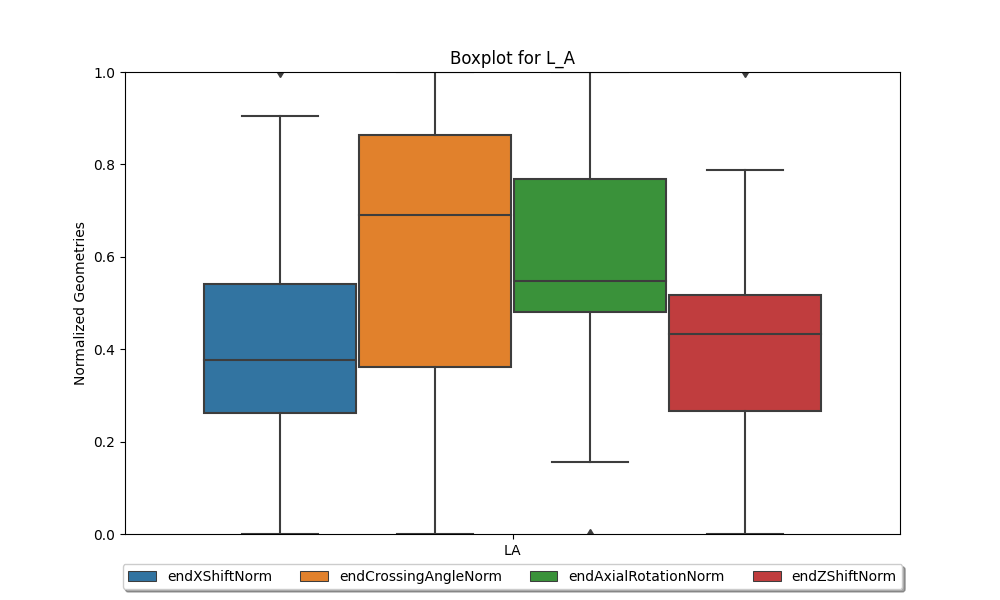 Boxplot for L_A
1.0
0.8
0.6
0.4
0.2
0.0
Normalized Geometries
LA
endXShiftNorm endCrossingAngleNorm endAxialRotationNorm endZShiftNorm